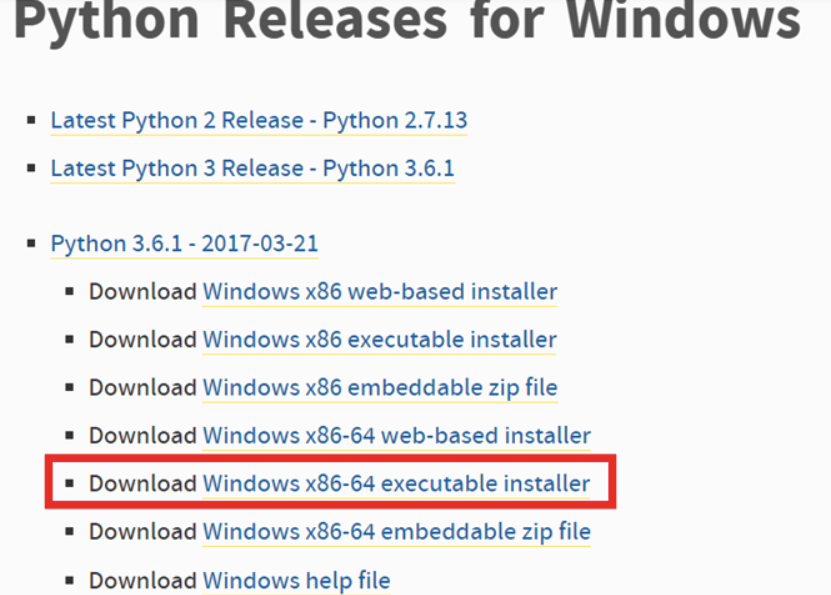 Python Releases for Windows
Latest Python 2 Release - Python 2.7.13
Latest Python 3 Release - Python 3.6.1
Python 3.6.1 - 2017-03-21
Download Windows x86 web-based installer
Download Windows x86 executable installer
Download Windows x86 embeddable zip file
Download Windows x86-64 web-based installer
Download Windows x86-64 executable installer
Download Windows x86-64 embeddable zip file
Download Windows help file